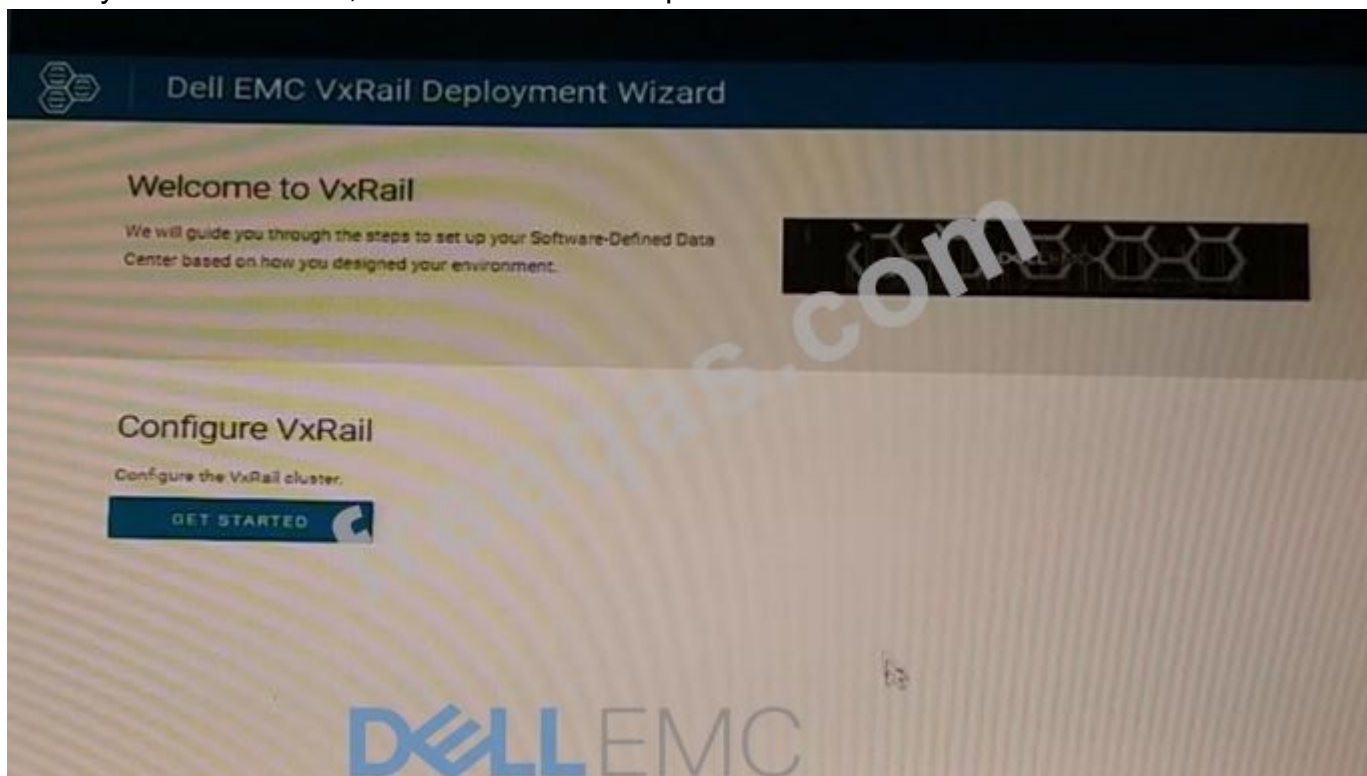 Dell EMC VxRail Deployment Wizard
Welcome to VxRail
We will guide you through the steps to set up your Software-Defined Data
Center based on how you designed your environment.
Configure VxRail
Configure the VxRail cluster.
GET STARTED
DELLEMC